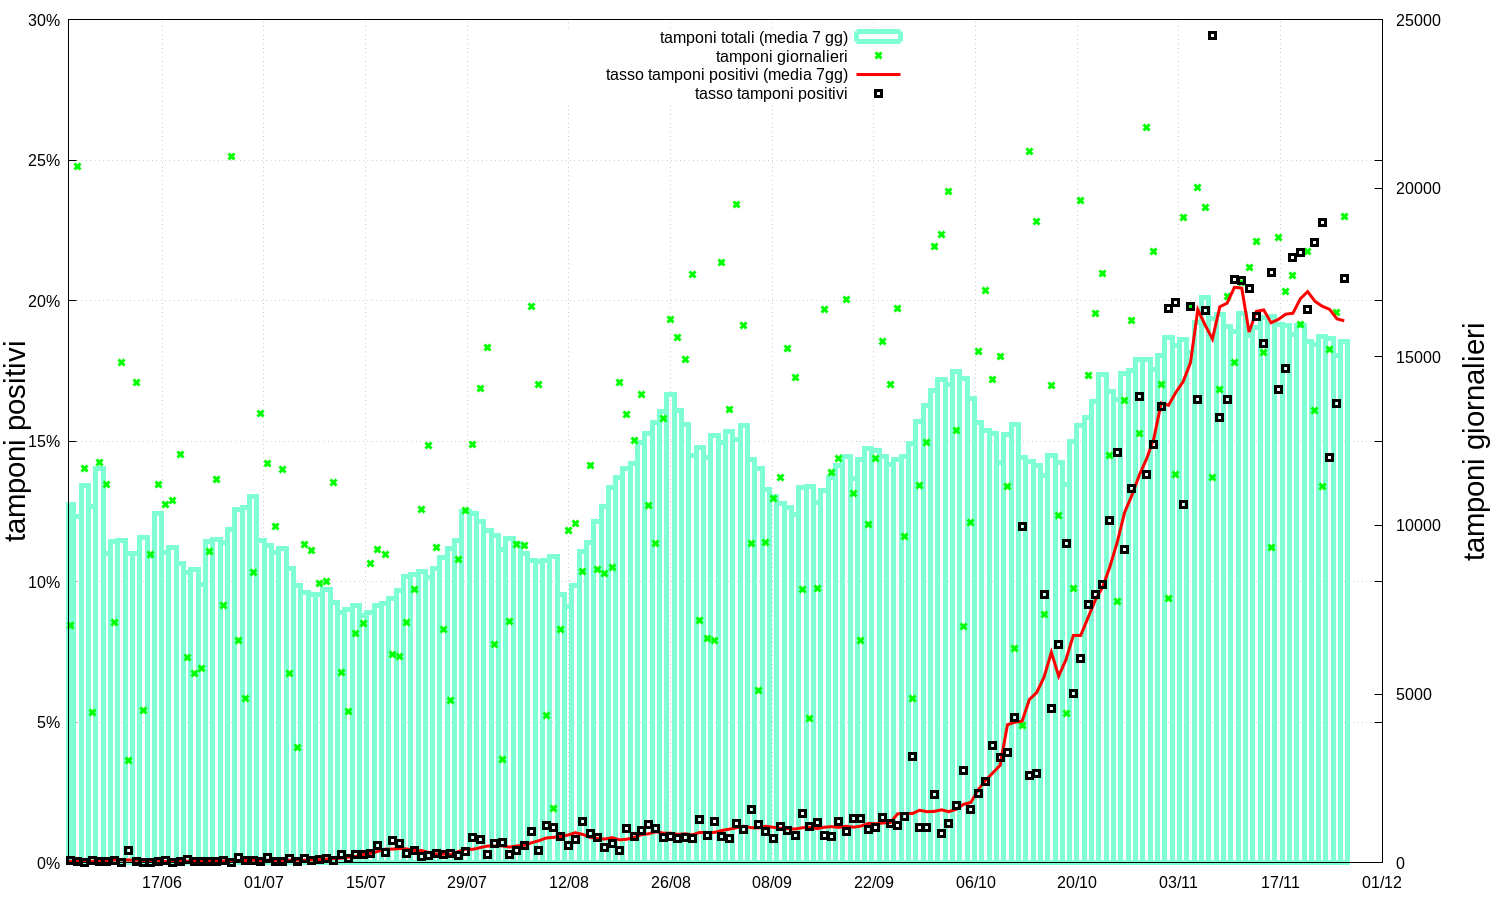 tamponi totali (media 7 gg)
tamponi giornalieri
tasso tamponi positivi (media 7gg)
tasso tamponi positivi
30%
25%
20%
15%
10%
5%
0%
tamponi positivi
25000
20000
15000
10000
5000
0
tamponi giornalieri
17/06 01/07 15/07 29/07 12/08 26/08 08/09 22/09 06/10 20/10 03/11 17/11 01/12